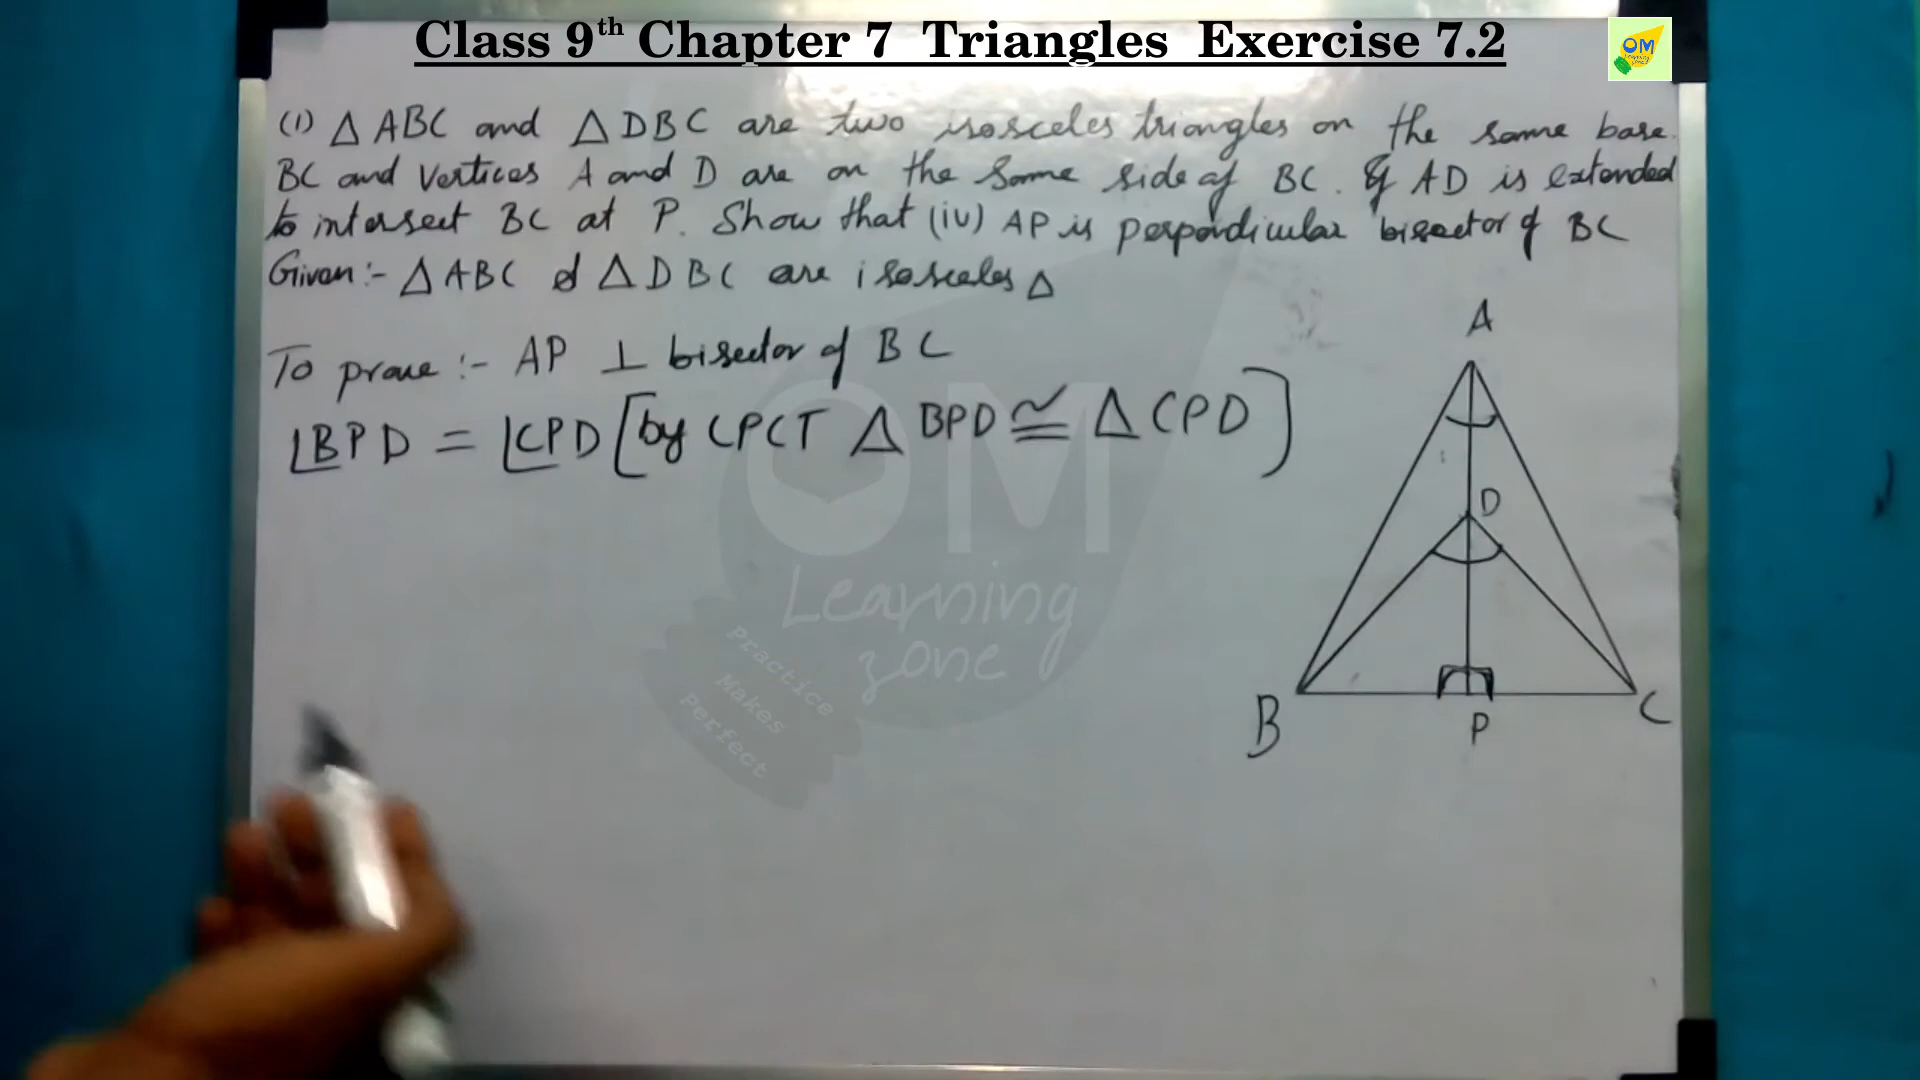 Class 9th Chapter 7 Triangles Exercise 7.2
OM
Learning
zone
(1) △ ABC and △ DBC are two isosceles triangles on the same base.
BC and Vertices A and D are on the same side of BC. If AD is extended
to intersect BC at P. Show that (iv) AP is perpendicular bisector of BC
Given :- △ ABC & △ DBC are isosceles △
To prove :- AP ⊥ bisector of BC
∠BPD = ∠CPD [by CPCT △ BPD ≅ △ CPD]
A
D
B
P
C
OM
Learning
zone
Practice
Makes
Perfect